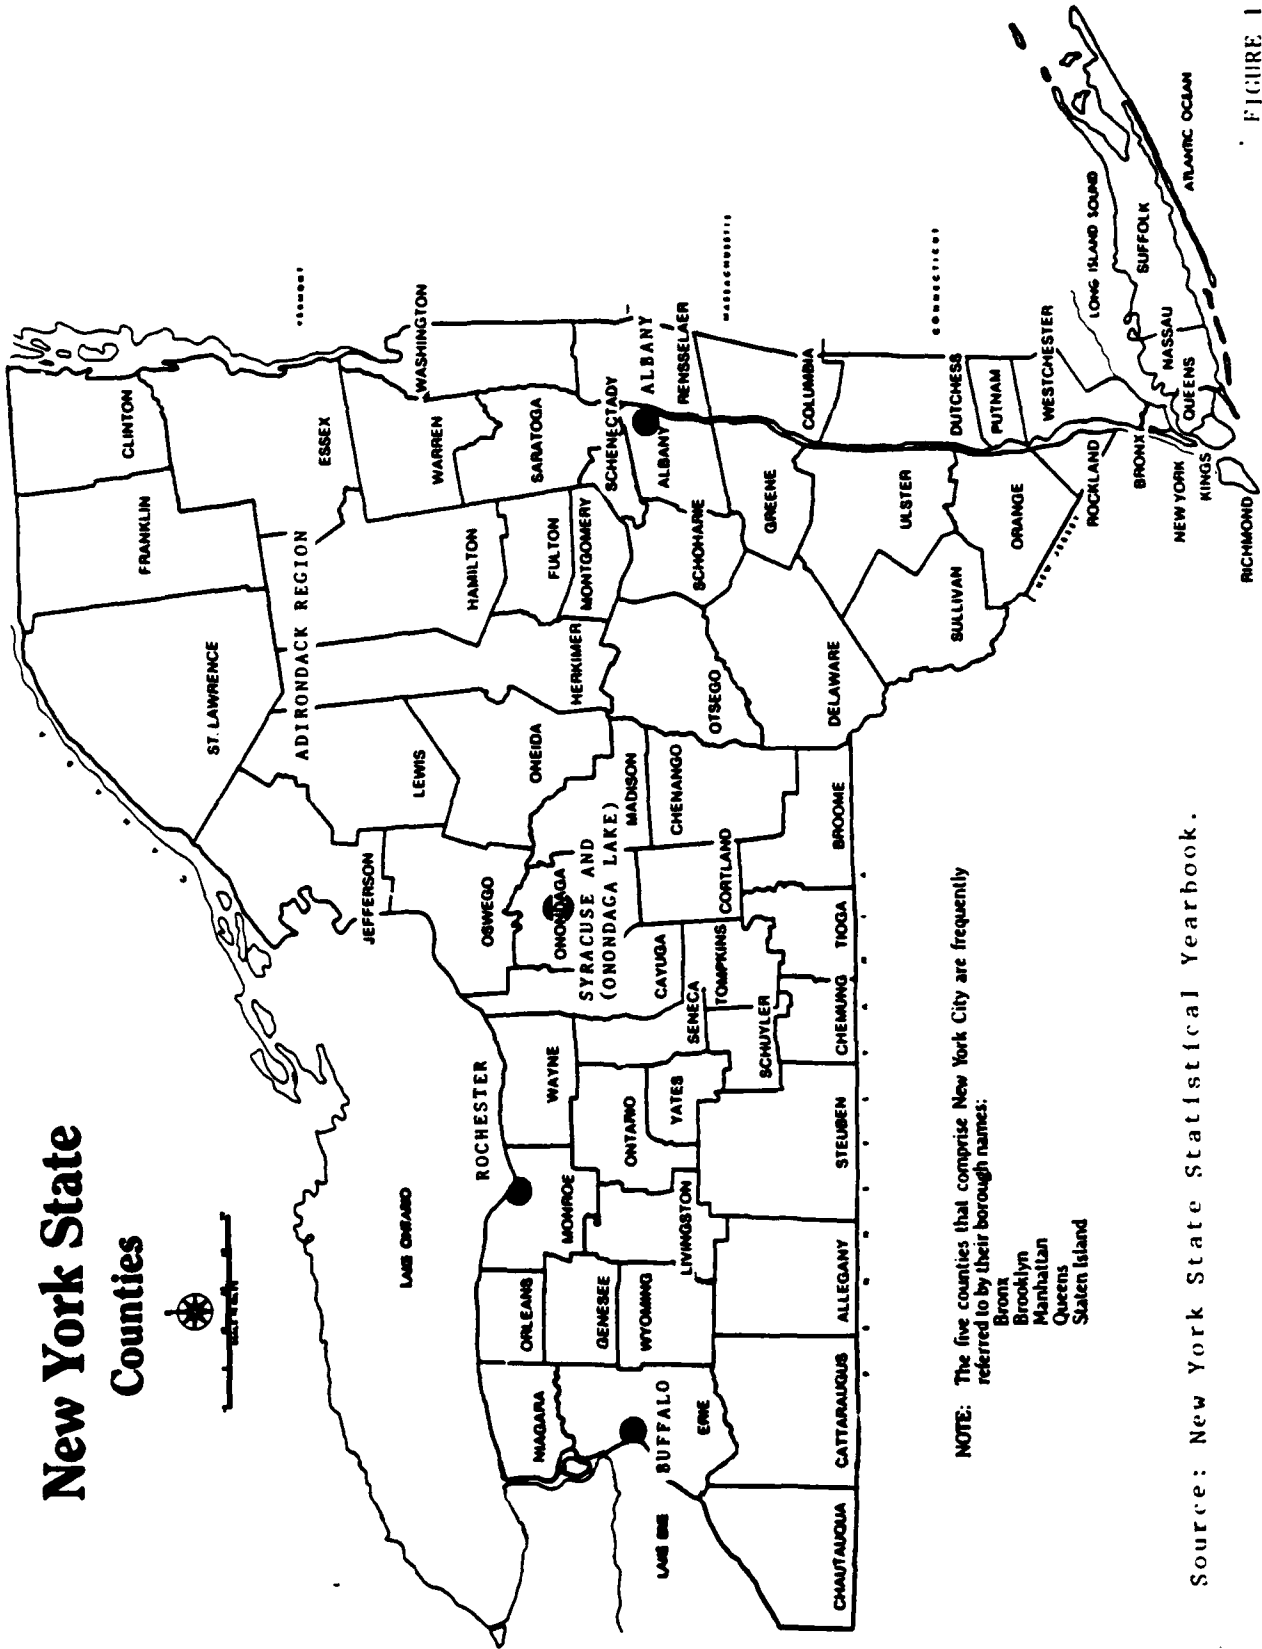 New York State
Counties
CLINTON
FRANKLIN
ST. LAWRENCE
ESSEX
ADIRONDACK REGION
WASHINGTON
WARREN
HAMILTON
LEWIS
JEFFERSON
LAKE ONTARIO
SARATOGA
FULTON
HERKIMER
ONEIDA
OSWEGO
ROCHESTER
WAYNE
MONROE
ORLEANS
NIAGARA
SCHENECTADY
MONTGOMERY
ONONDAGA
SYRACUSE AND
(ONONDAGA LAKE)
MADISON
ONTARIO
GENESEE
WYOMING
BUFFALO
ERIE
LAKE ERIE
ALBANY
RENSSELAER
ALBANY
SCHOHARIE
OTSEGO
CHENANGO
CAYUGA
SENECA
YATES
LIVINGSTON
MASSACHUSETTS
COLUMBIA
GREENE
CORTLAND
TOMPKINS
SCHUYLER
DELAWARE
BROOME
TIOGA
CHEMUNG
STEUBEN
ALLEGANY
CATTARAUGUS
CHAUTAUQUA
VERMONT
CONNECTICUT
DUTCHESS
ULSTER
SULLIVAN
PUTNAM
ORANGE
NEW JERSEY
WESTCHESTER
ROCKLAND
LONG ISLAND SOUND
BRONX
NEW YORK
SUFFOLK
NASSAU
QUEENS
KINGS
RICHMOND
ATLANTIC OCEAN
NOTE: The five counties that comprise New York City are frequently
referred to by their borough names:
Bronx
Brooklyn
Manhattan
Queens
Staten Island
Source: New York State Statistical Yearbook.
FIGURE 1